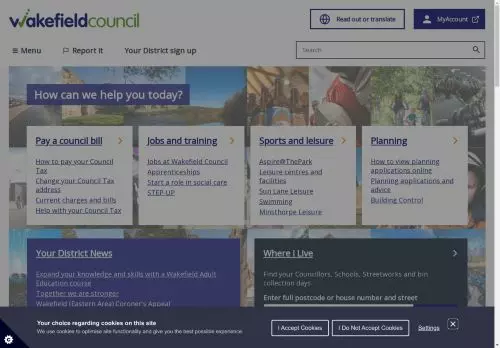 wakefieldcouncil
Read out or translate
MyAccount
Menu
Report it
Your District sign up
Search
How can we help you today?
Pay a council bill
How to pay your Council
Tax
Change your Council Tax
address
Current charges and bills
Help with your Council Tax
Jobs and training
Jobs at Wakefield Council
Apprenticeships
Start a role in social care
STEP-UP
Sports and leisure
Aspire@ThePark
Leisure centres and
facilities
Sun Lane Leisure
Swimming
Minsthorpe Leisure
Planning
How to view planning
applications online
Planning applications and
advice
Building Control
Your District News
Expand your knowledge and skills with a Wakefield Adult
Education course
Together we are stronger
Wakefield (Eastern Area) Coroner's Appeal
Where I Live
Find your Councillors, Schools, Streetworks and bin
collection days
Enter full postcode or house number and street
Your choice regarding cookies on this site
We use cookies to optimise site functionality and give you the best possible experience.
I Accept Cookies
I Do Not Accept Cookies
Settings